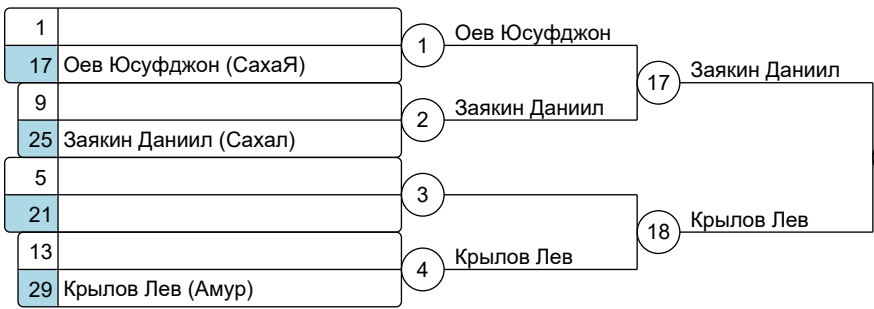 1
17 Оев Юсуфджон (СахаЯ)
1 Оев Юсуфджон
9
25 Заякин Даниил (Сахал)
2 Заякин Даниил
17 Заякин Даниил
5
21
3
13
29 Крылов Лев (Амур)
4 Крылов Лев
18 Крылов Лев